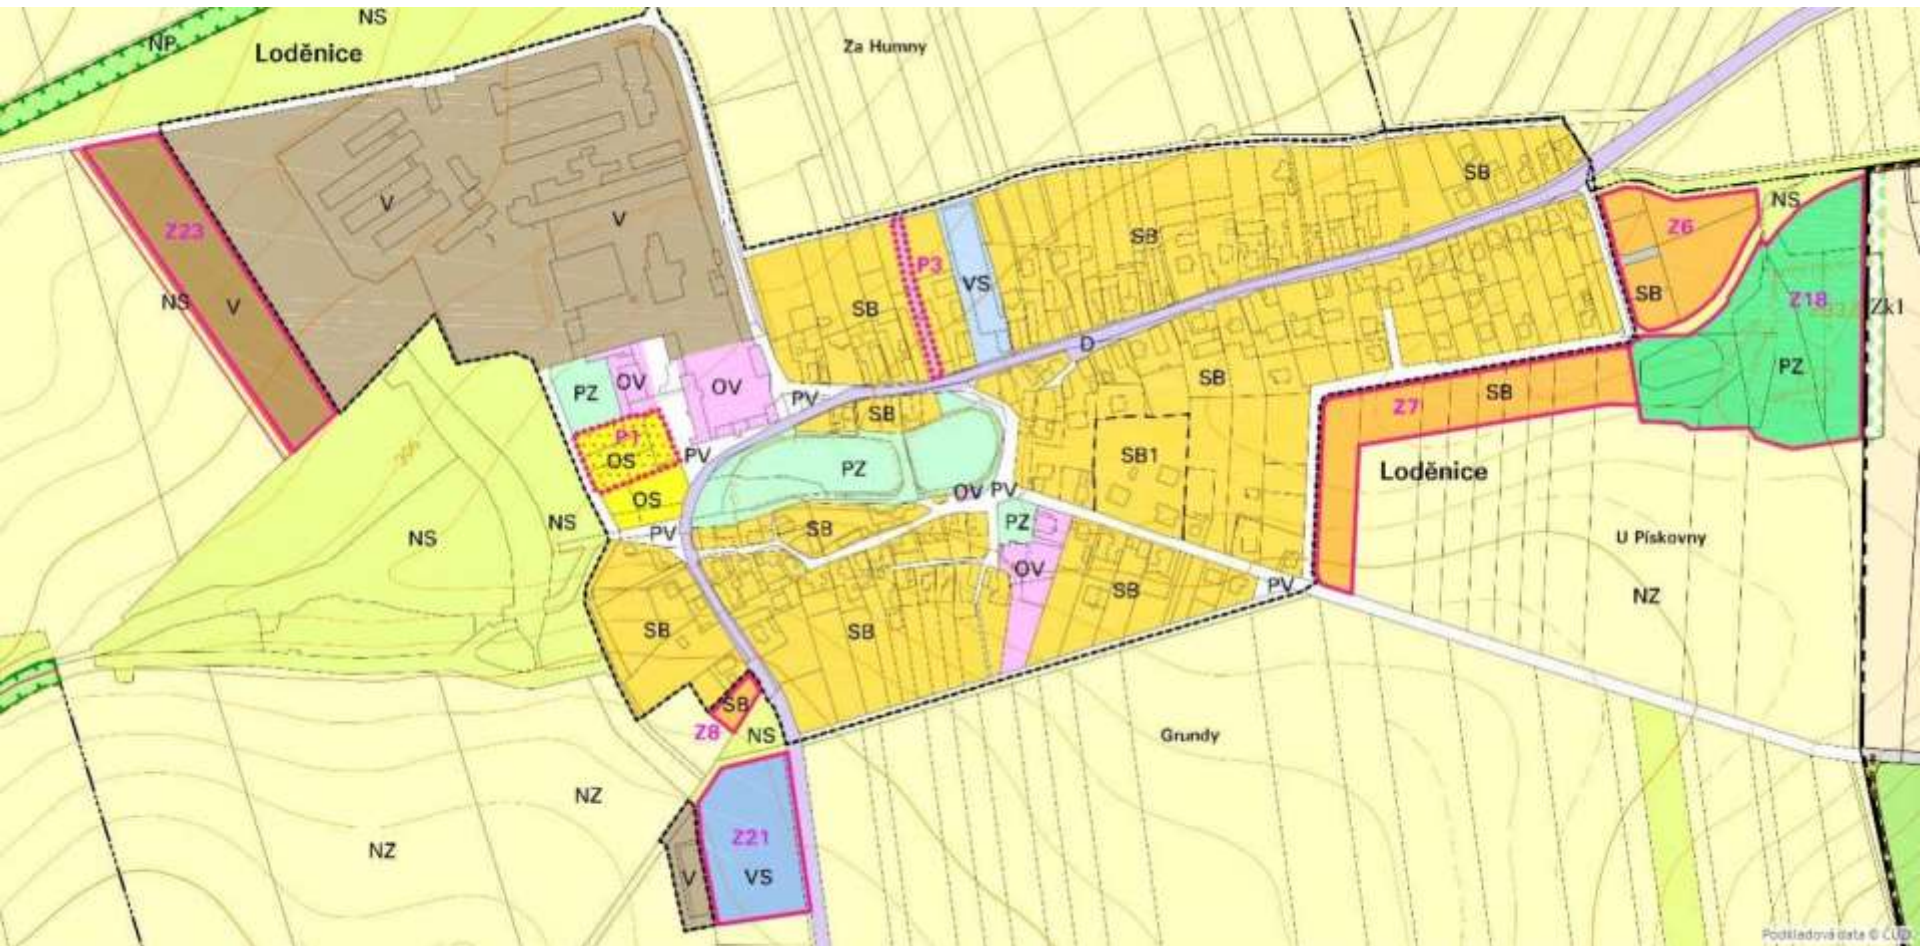 NS
NP
Loděnice
Za Humny
SB
NS
Z6
Z23
V
V
SB
P3
VS
SB
NS
V
SB
Z18
Zk1
D
PZ
OV
OV
PV
SB
SB
Z7
SB
PZ
P1
OS
PV
PZ
SB1
Loděnice
OS
OV
PV
NS
NS
PV
SB
PZ
U Pískovny
OV
SB
PV
NZ
SB
SB
SB
Z8
NS
Grundy
NZ
Z21
NZ
V
VS